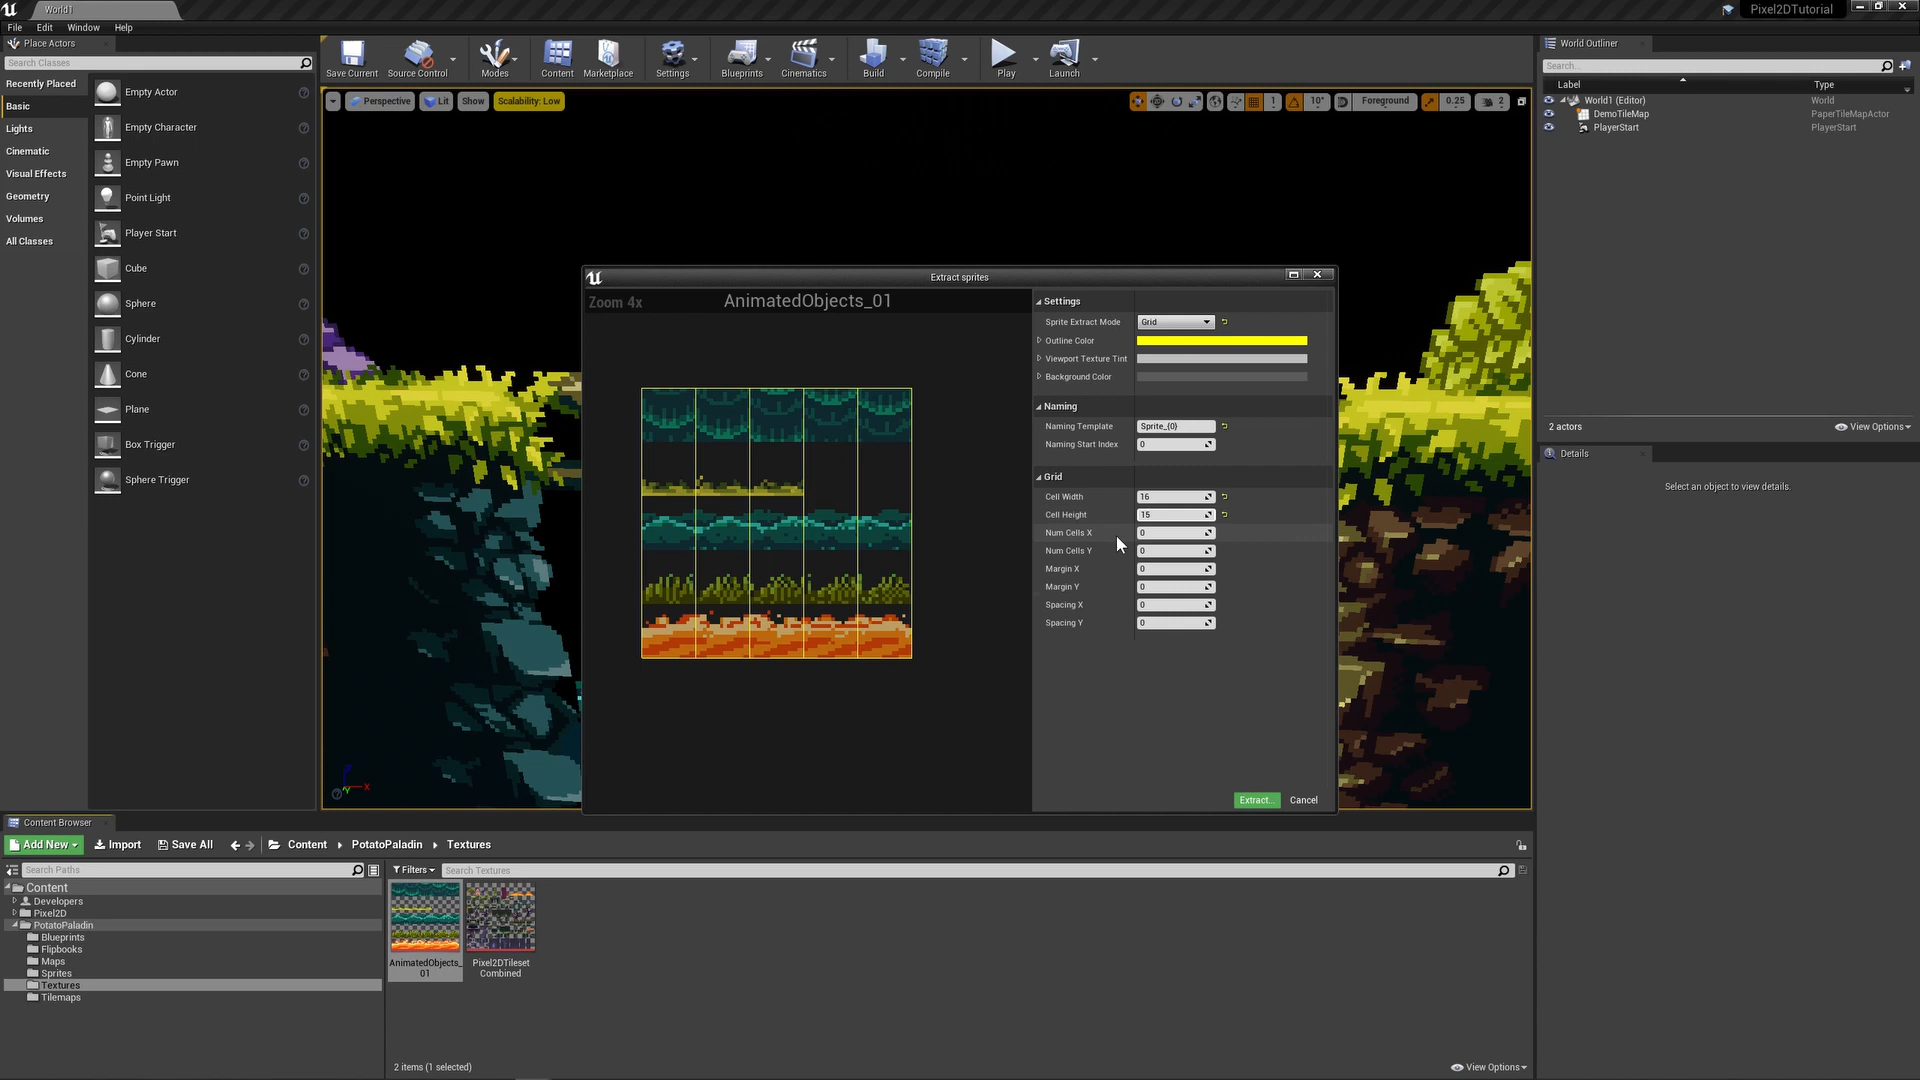 World1
Pixel2DTutorial
File Edit Window Help
Place Actors
Search Classes
Recently Placed
Basic
Lights
Cinematic
Visual Effects
Geometry
Volumes
All Classes
Empty Actor
Empty Character
Empty Pawn
Point Light
Player Start
Cube
Sphere
Cylinder
Cone
Plane
Box Trigger
Sphere Trigger
Save Current
Source Control
Modes
Content
Marketplace
Settings
Blueprints
Cinematics
Build
Compile
Play
Launch
Perspective Lit Show Scalability: Low
1 10° Foreground 0.25 2
X
Extract sprites
Zoom 4x
AnimatedObjects_01
Settings
Sprite Extract Mode Grid
Outline Color
Viewport Texture Tint
Background Color
Naming
Naming Template Sprite_{0}
Naming Start Index 0
Grid
Cell Width 16
Cell Height 15
Num Cells X 0
Num Cells Y 0
Margin X 0
Margin Y 0
Spacing X 0
Spacing Y 0
Extract... Cancel
World Outliner
Search...
Label Type
World1 (Editor) World
DemoTileMap PaperTileMapActor
PlayerStart PlayerStart
2 actors View Options
Details
Select an object to view details.
Content Browser
Add New Import Save All Content PotatoPaladin Textures
Search Paths
Filters Search Textures
Content
Developers
Pixel2D
PotatoPaladin
Blueprints
Flipbooks
Maps
Sprites
Textures
Tilemaps
AnimatedObjects_
01
Pixel2DTileset
Combined
2 items (1 selected) View Options